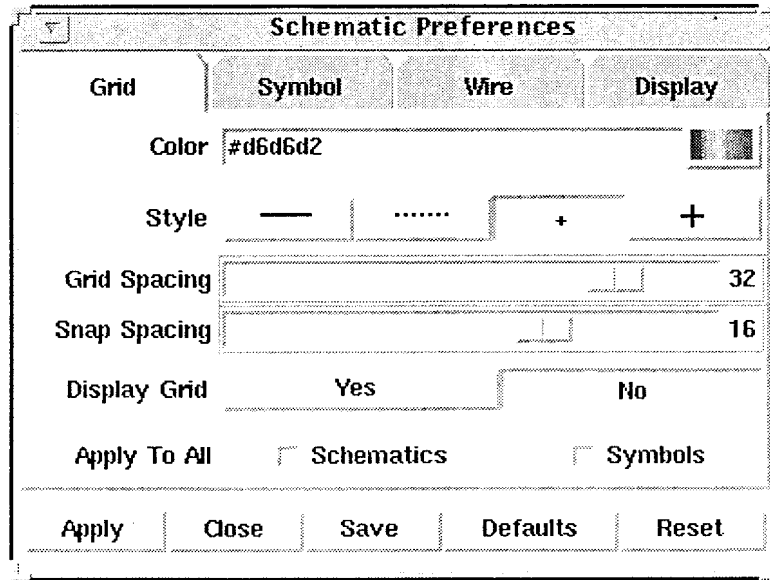 Schematic Preferences
Grid Symbol Wire Display
Color #d6d6d2
Style
Grid Spacing 32
Snap Spacing 16
Display Grid Yes No
Apply To All Schematics Symbols
Apply Close Save Defaults Reset